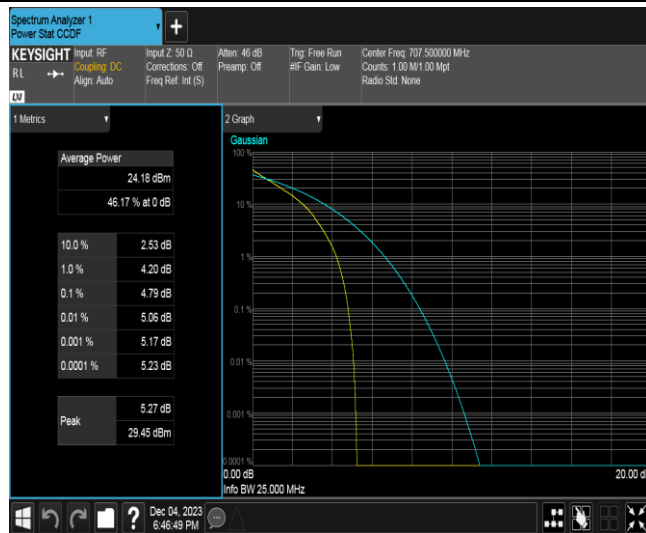 Spectrum Analyzer 1
Power Stat CCDF
+
KEYSIGHT
RL
Input: RF
Coupling: DC
Align: Auto
Input Z: 50 Ω
Corrections: Off
Freq Ref: Int (S)
Atten: 46 dB
Preamp: Off
Trig: Free Run
#IF Gain: Low
Center Freq: 707.500000 MHz
Counts: 1.00 M/1.00 Mpt
Radio Std: None
1 Metrics
Average Power
24.18 dBm
46.17 % at 0 dB
10.0 % 2.53 dB
1.0 % 4.20 dB
0.1 % 4.79 dB
0.01 % 5.06 dB
0.001 % 5.17 dB
0.0001 % 5.23 dB
Peak
5.27 dB
29.45 dBm
2 Graph
Gaussian
100 %
10 %
1 %
0.1 %
0.01 %
0.001 %
0.0001 %
0.00 dB
20.00 d
Info BW 25.000 MHz
?
Dec 04, 2023
6:46:49 PM